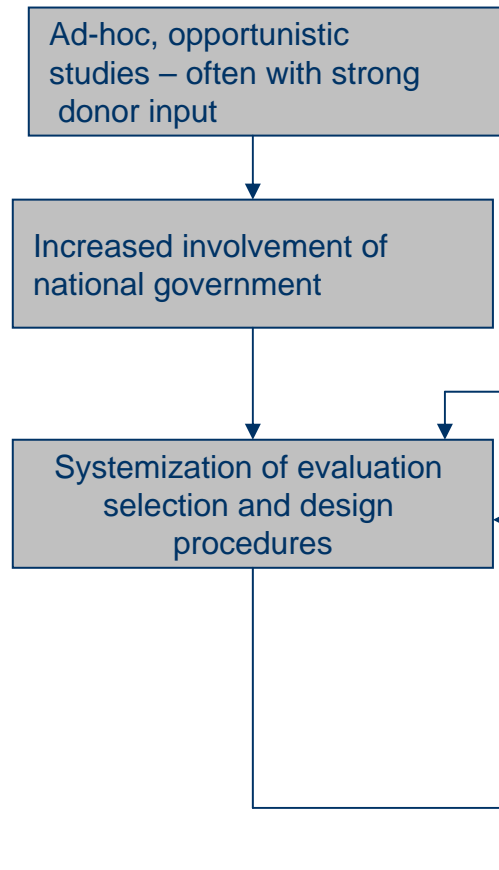 Ad-hoc, opportunistic
studies – often with strong
donor input
Increased involvement of
national government
Systemization of evaluation
selection and design
procedures